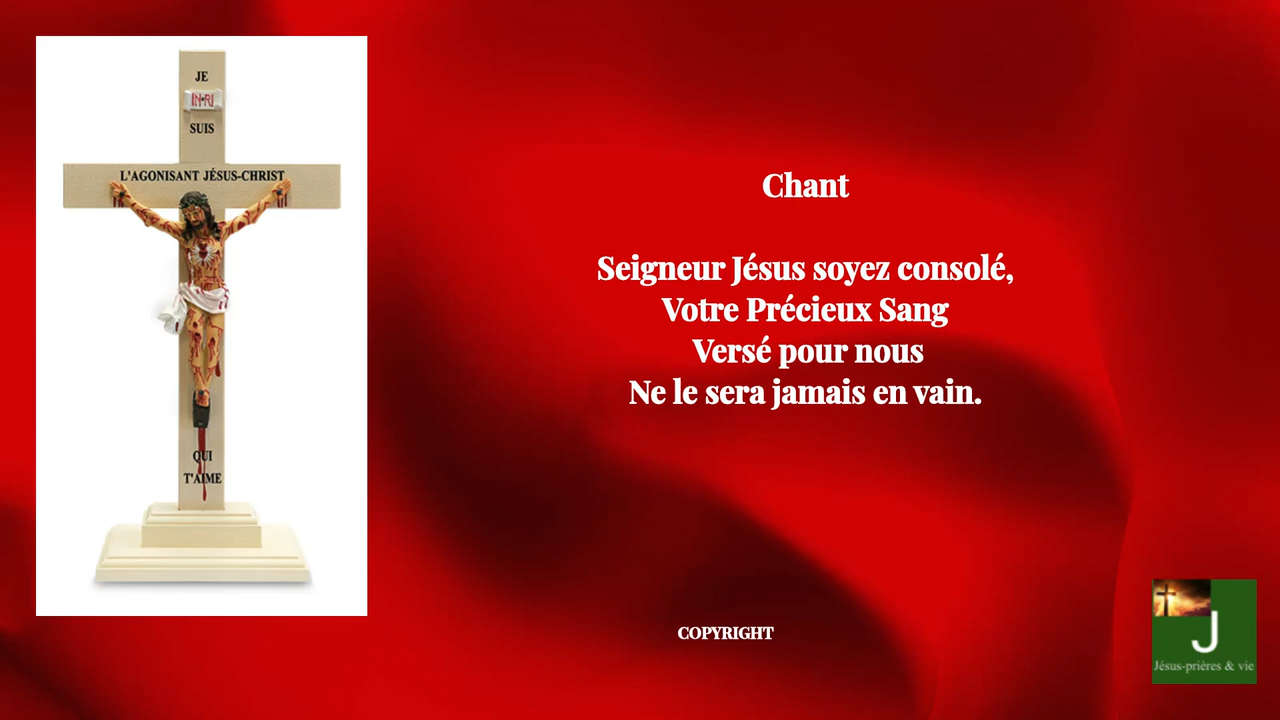 JE
INRI
SUIS
L'AGONISANT JÉSUS-CHRIST
QUI
T'AIME
Chant
Seigneur Jésus soyez consolé,
Votre Précieux Sang
Versé pour nous
Ne le sera jamais en vain.
COPYRIGHT
J
Jésus-prières & vie